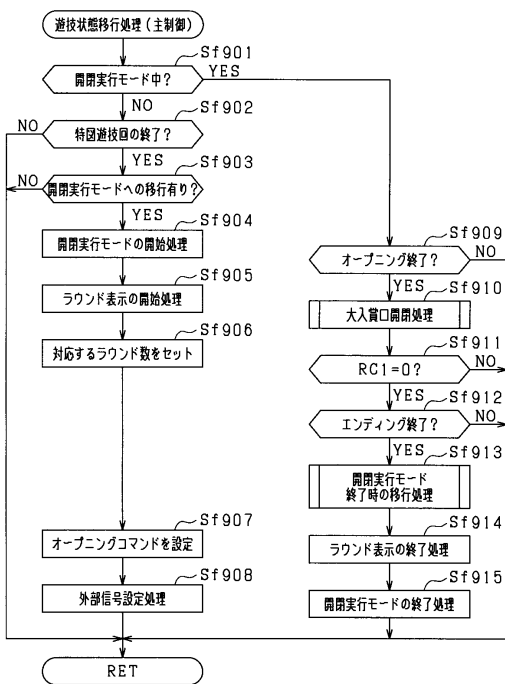 遊技状態移行処理(主制御)
Sf901
開閉実行モード中?
YES
NO
Sf902
NO
特図遊技回の終了?
YES
Sf903
NO
開閉実行モードへの移行有り?
YES
Sf904
開閉実行モードの開始処理
Sf905
ラウンド表示の開始処理
Sf906
対応するラウンド数をセット
Sf907
オープニングコマンドを設定
Sf908
外部信号設定処理
Sf909
オープニング終了?
NO
YES
Sf910
大入賞口開閉処理
Sf911
RC1=0?
NO
YES
Sf912
エンディング終了?
NO
YES
Sf913
開閉実行モード
終了時の移行処理
Sf914
ラウンド表示の終了処理
Sf915
開閉実行モードの終了処理
RET